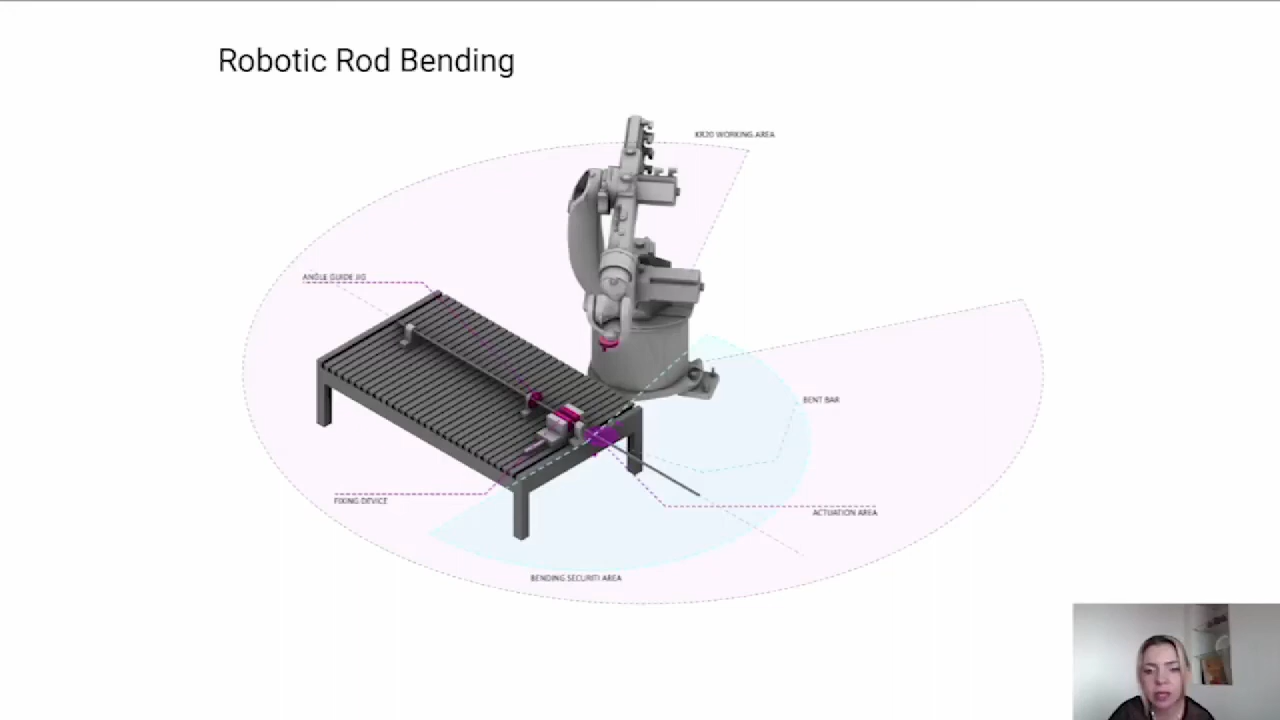 Robotic Rod Bending
KR20 WORKING AREA
ANGLE GUIDE JIG
BENT BAR
FIXING DEVICE
ACTUATION AREA
BENDING SECURITI AREA